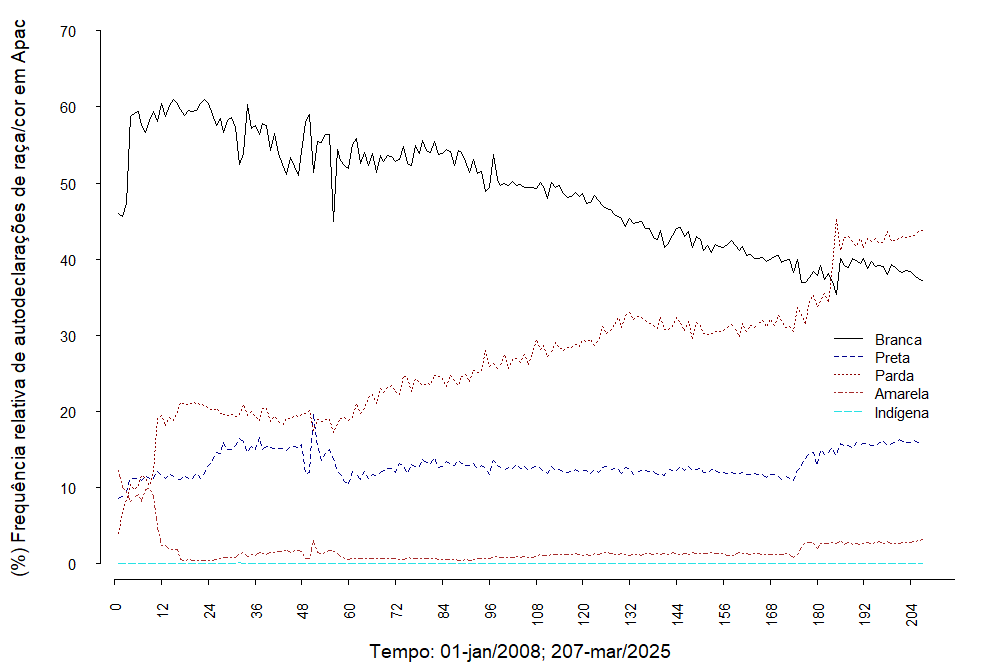 (%) Frequência relativa de autodeclarações de raça/cor em Apac
70
60
50
40
30
20
10
0
Branca
Preta
Parda
Amarela
Indígena
0 12 24 36 48 60 72 84 96 108 120 132 144 156 168 180 192 204
Tempo: 01-jan/2008; 207-mar/2025